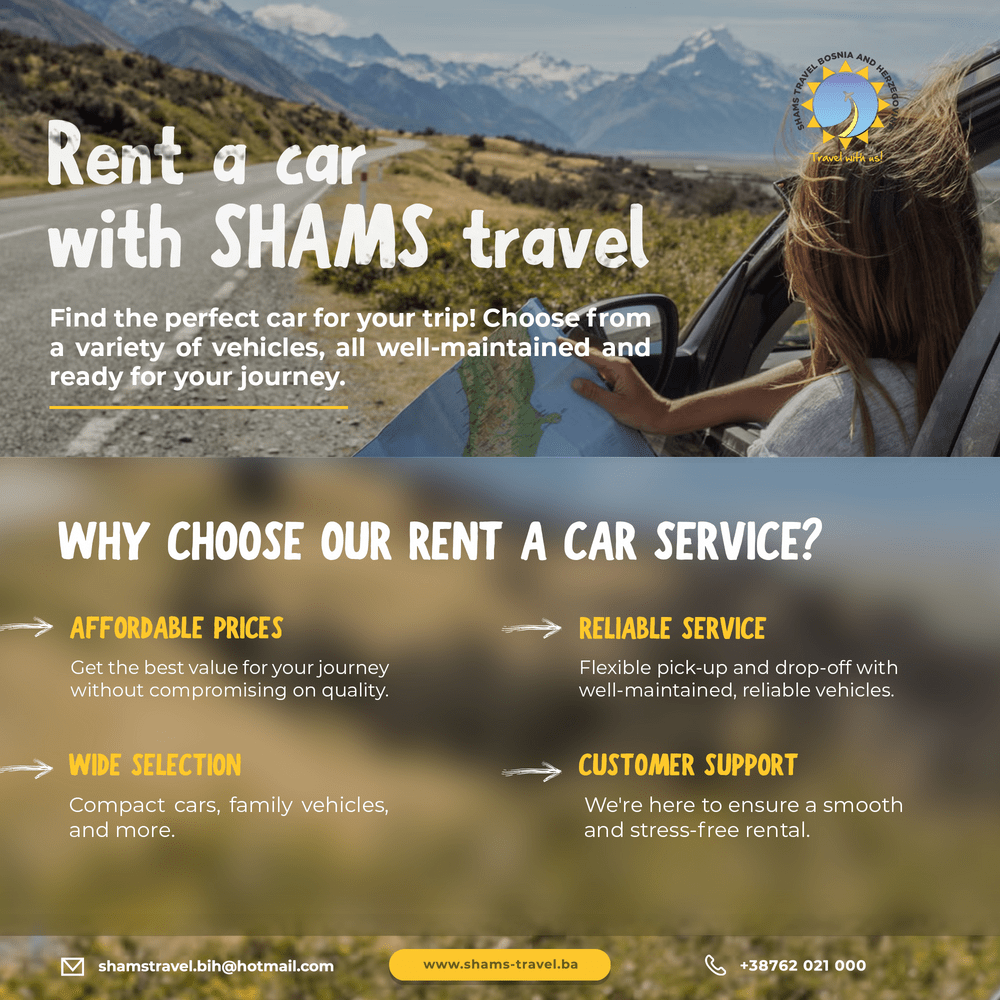 SHAMS TRAVEL BOSNIA AND
Travel with us!
Rent a car
with SHAMS travel
Find the perfect car for your trip! Choose from
a variety of vehicles, all well-maintained and
ready for your journey.
WHY CHOOSE OUR RENT A CAR SERVICE?
AFFORDABLE PRICES
Get the best value for your journey
without compromising on quality.
RELIABLE SERVICE
Flexible pick-up and drop-off with
well-maintained, reliable vehicles.
WIDE SELECTION
Compact cars, family vehicles,
and more.
CUSTOMER SUPPORT
We're here to ensure a smooth
and stress-free rental.
shamstravel.bih@hotmail.com
www.shams-travel.ba
+38762 021 000